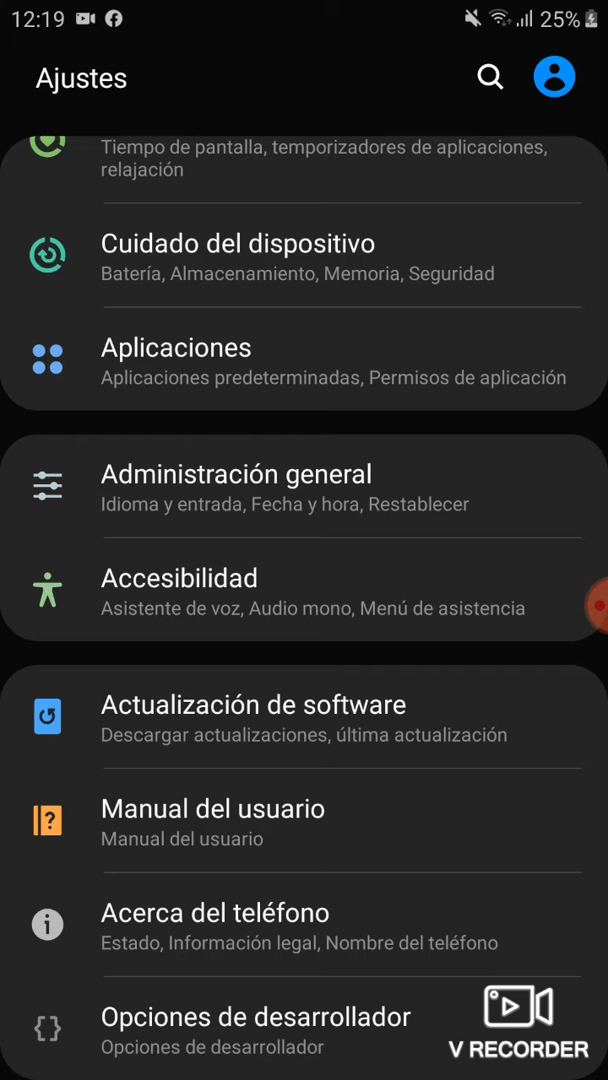 12:19
25%
Ajustes
Tiempo de pantalla, temporizadores de aplicaciones,
relajación
Cuidado del dispositivo
Batería, Almacenamiento, Memoria, Seguridad
Aplicaciones
Aplicaciones predeterminadas, Permisos de aplicación
Administración general
Idioma y entrada, Fecha y hora, Restablecer
Accesibilidad
Asistente de voz, Audio mono, Menú de asistencia
Actualización de software
Descargar actualizaciones, última actualización
Manual del usuario
Manual del usuario
Acerca del teléfono
Estado, Información legal, Nombre del teléfono
Opciones de desarrollador
Opciones de desarrollador
V RECORDER